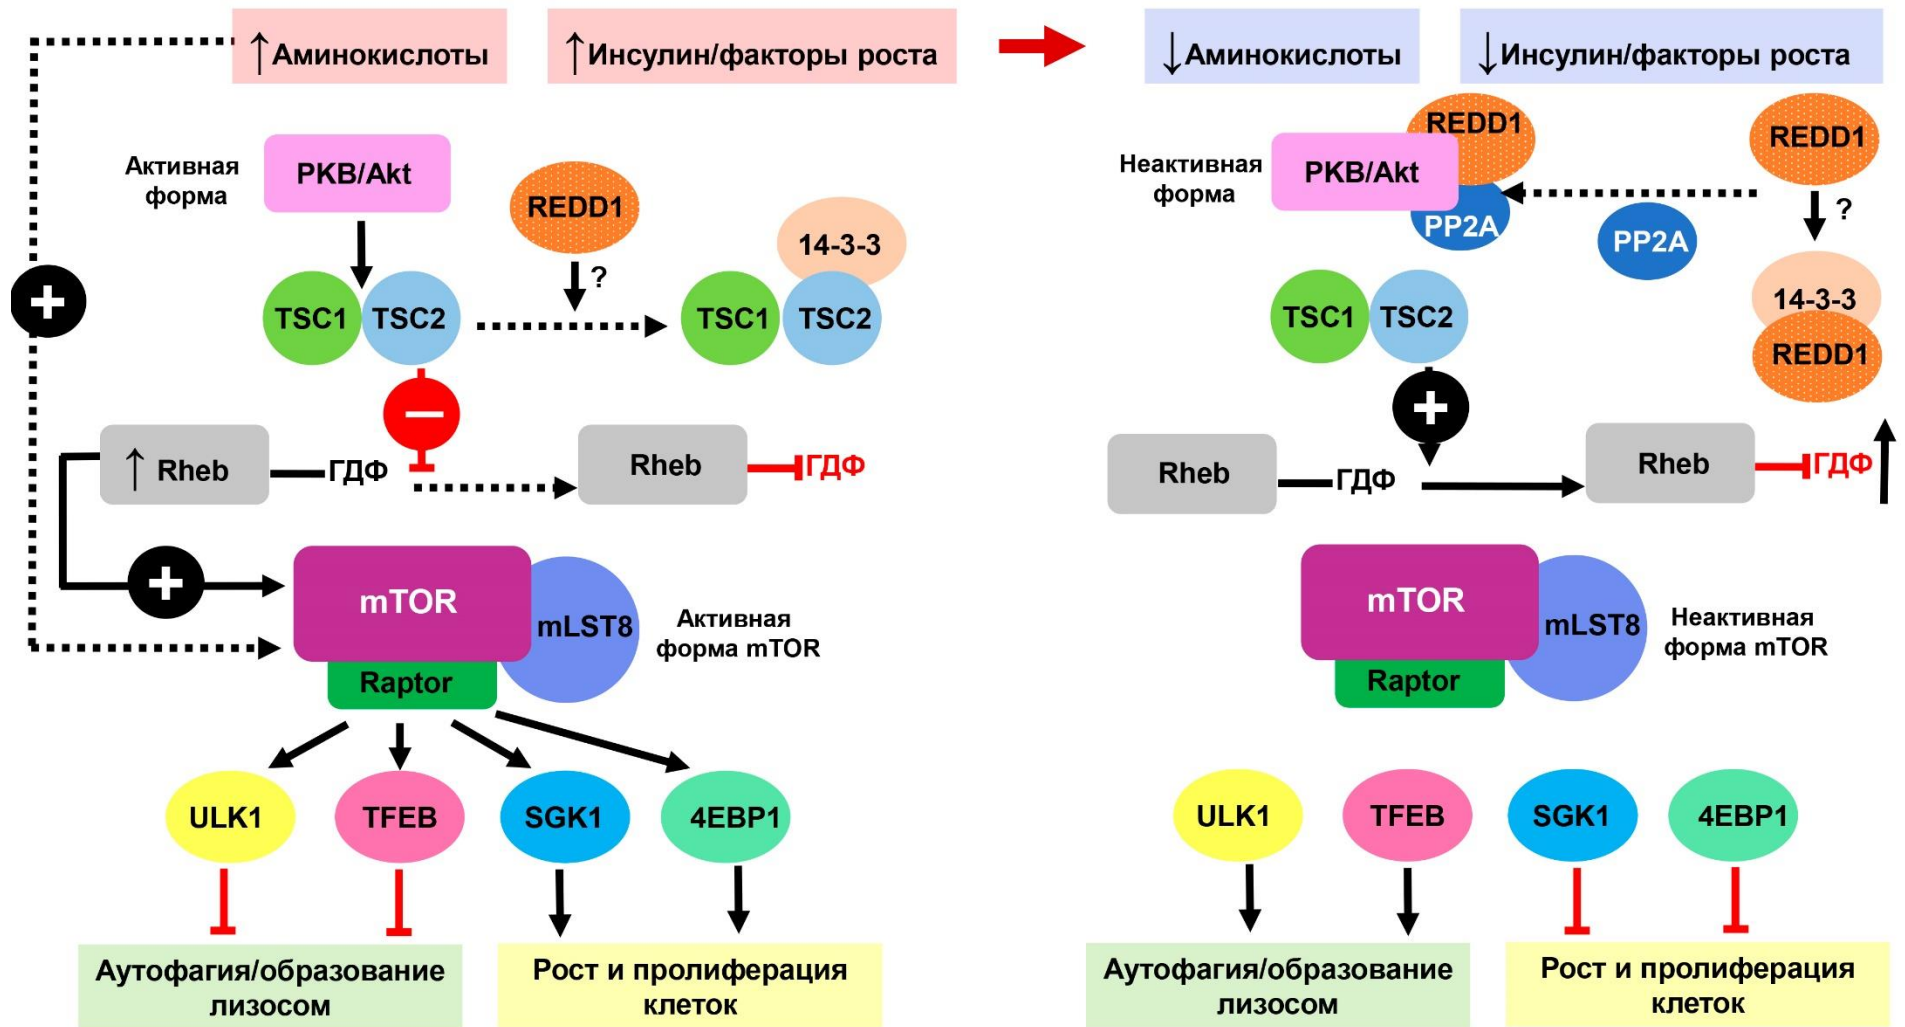 ↑Аминокислоты
↑Инсулин/факторы роста
Активная
форма
PKB/Akt
REDD1
?
14-3-3
TSC1
TSC2
TSC1
TSC2
+
−
↑ Rheb
ГДФ
Rheb
ГДФ
+
mTOR
mLST8
Raptor
Активная
форма mTOR
ULK1
TFEB
SGK1
4EBP1
Аутофагия/образование
лизосом
Рост и пролиферация
клеток
↓Аминокислоты
↓Инсулин/факторы роста
Неактивная
форма
PKB/Akt
REDD1
PP2A
PP2A
REDD1
?
14-3-3
REDD1
TSC1
TSC2
+
Rheb
ГДФ
Rheb
ГДФ
mTOR
mLST8
Raptor
Неактивная
форма mTOR
ULK1
TFEB
SGK1
4EBP1
Аутофагия/образование
лизосом
Рост и пролиферация
клеток